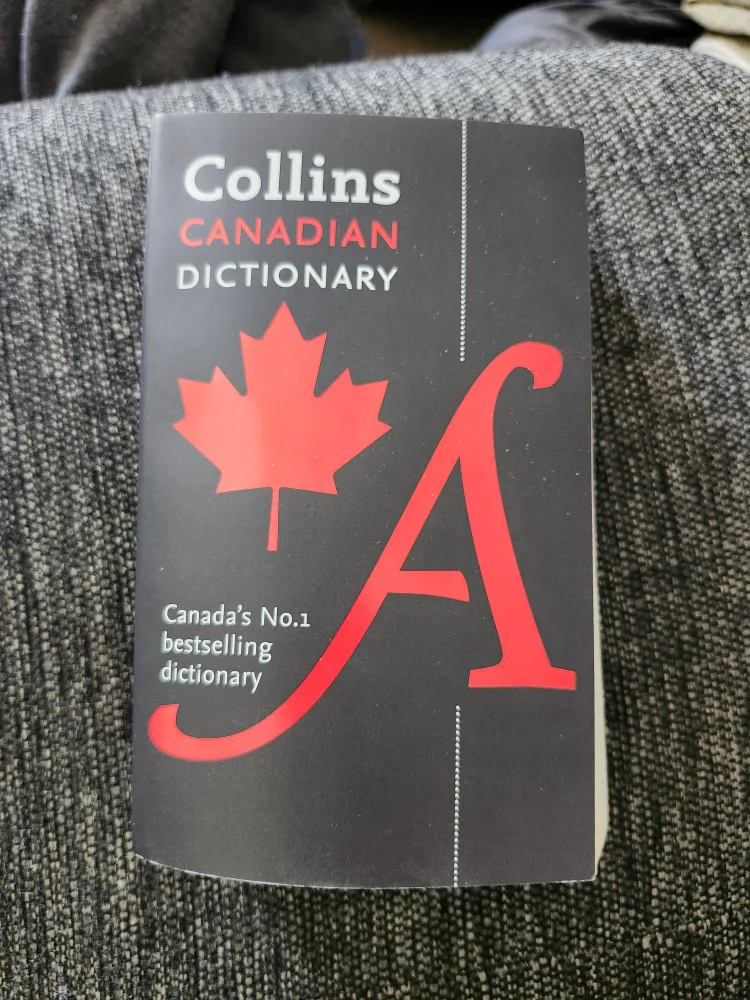 Collins
CANADIAN
DICTIONARY
A
Canada's No.1
bestselling
dictionary